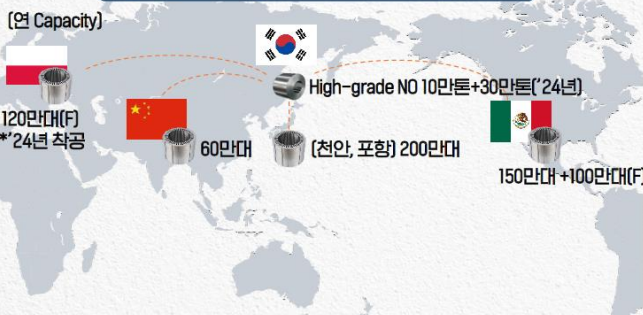 (연 Capacity)
High-grade NO 10만톤+30만톤('24년)
120만대(F)
*'24년 착공
60만대
(천안, 포항) 200만대
150만대 +100만대(F)